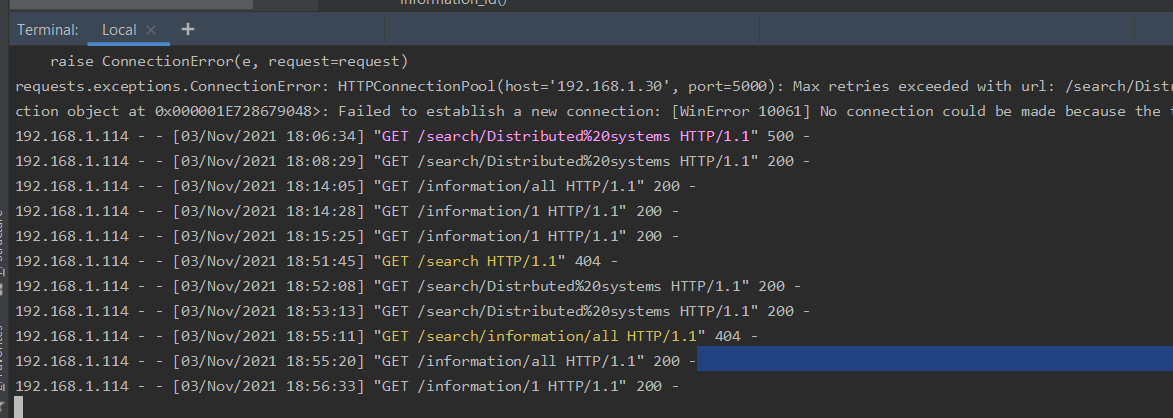 information_id()
Terminal: Local × +
raise ConnectionError(e, request=request)
requests.exceptions.ConnectionError: HTTPConnectionPool(host='192.168.1.30', port=5000): Max retries exceeded with url: /search/Distr
ction object at 0x000001E728679048>: Failed to establish a new connection: [WinError 10061] No connection could be made because the t
192.168.1.114 - - [03/Nov/2021 18:06:34] "GET /search/Distributed%20systems HTTP/1.1" 500 -
192.168.1.114 - - [03/Nov/2021 18:08:29] "GET /search/Distributed%20systems HTTP/1.1" 200 -
192.168.1.114 - - [03/Nov/2021 18:14:05] "GET /information/all HTTP/1.1" 200 -
192.168.1.114 - - [03/Nov/2021 18:14:28] "GET /information/1 HTTP/1.1" 200 -
192.168.1.114 - - [03/Nov/2021 18:15:25] "GET /information/1 HTTP/1.1" 200 -
192.168.1.114 - - [03/Nov/2021 18:51:45] "GET /search HTTP/1.1" 404 -
192.168.1.114 - - [03/Nov/2021 18:52:08] "GET /search/Distrbuted%20systems HTTP/1.1" 200 -
192.168.1.114 - - [03/Nov/2021 18:53:13] "GET /search/Distributed%20systems HTTP/1.1" 200 -
192.168.1.114 - - [03/Nov/2021 18:55:11] "GET /search/information/all HTTP/1.1" 404 -
192.168.1.114 - - [03/Nov/2021 18:55:20] "GET /information/all HTTP/1.1" 200 -
192.168.1.114 - - [03/Nov/2021 18:56:33] "GET /information/1 HTTP/1.1" 200 -